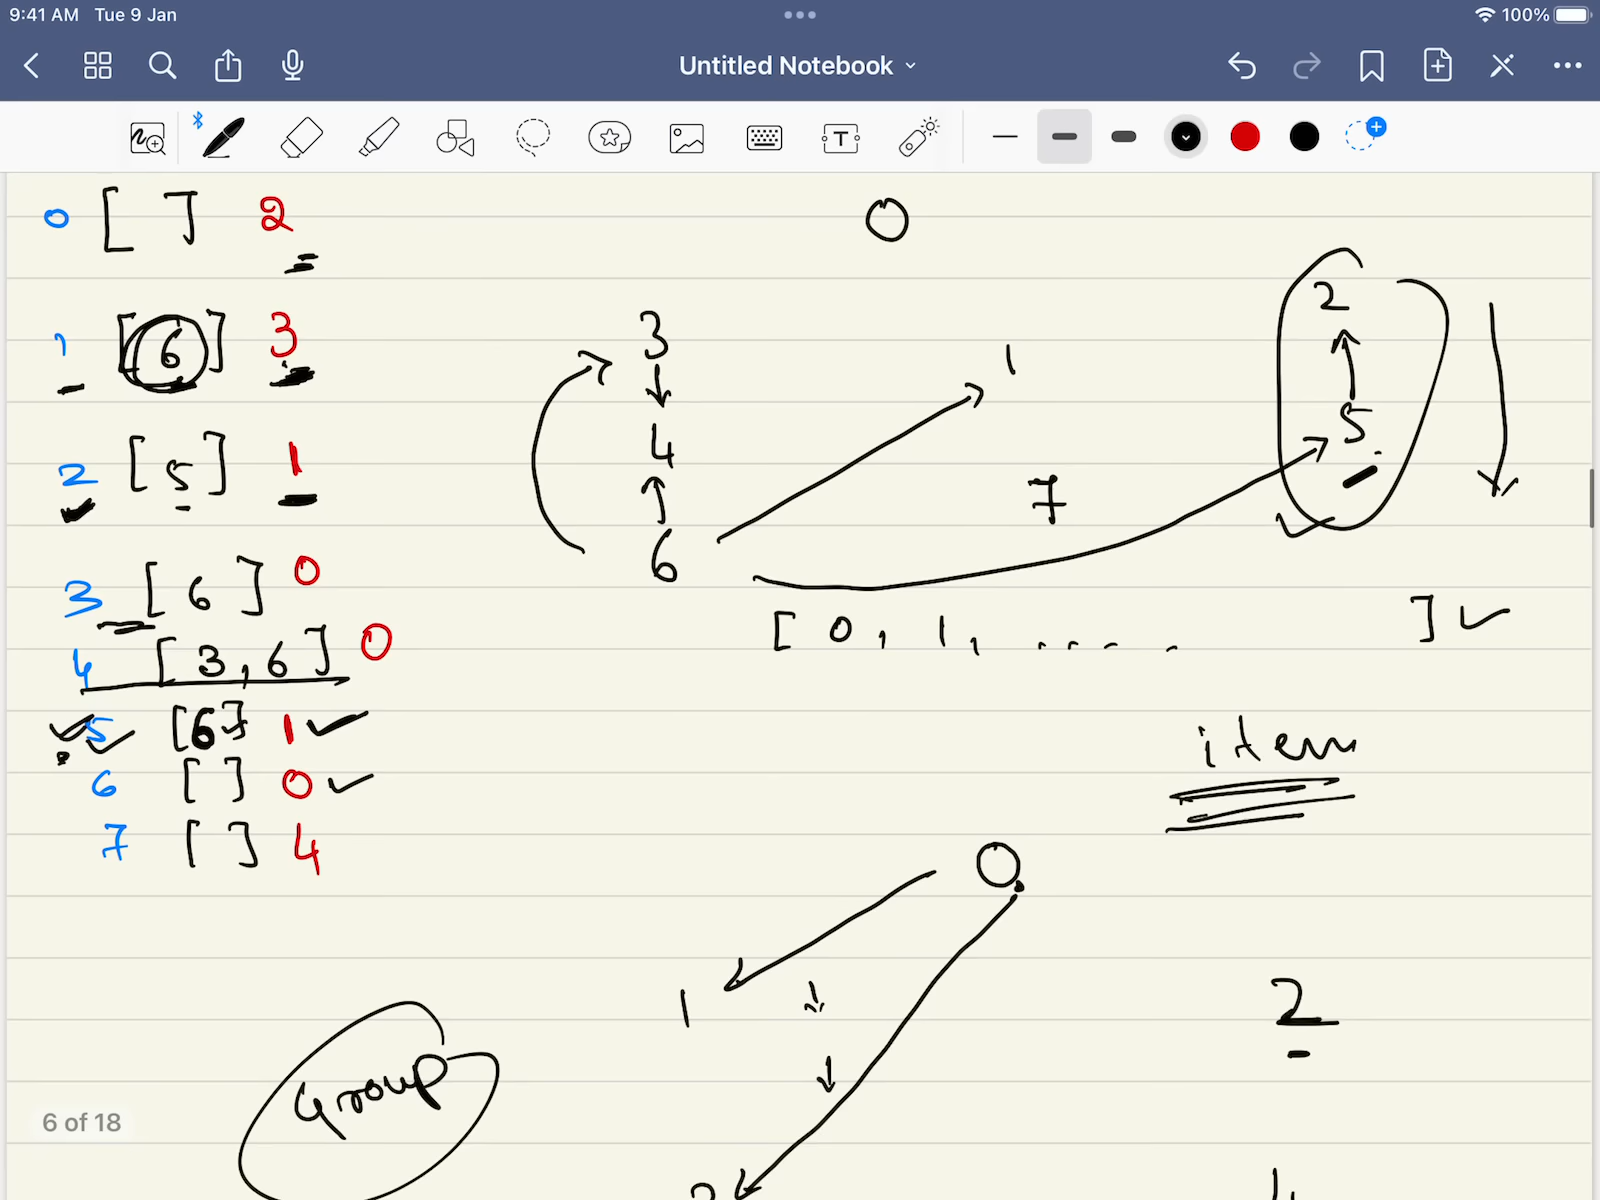 9:41 AM Tue 9 Jan 100%
Untitled Notebook
T
0 [ ] 2
0
2
1 [6] 3
3
1
4
5
2 [5] 1
7
6
3 [6] 0
[0, 1, ..... ]
4 [3,6] 0
5 [6] 1
item
6 [ ] 0
7 [ ] 4
0
1
2
Group
6 of 18